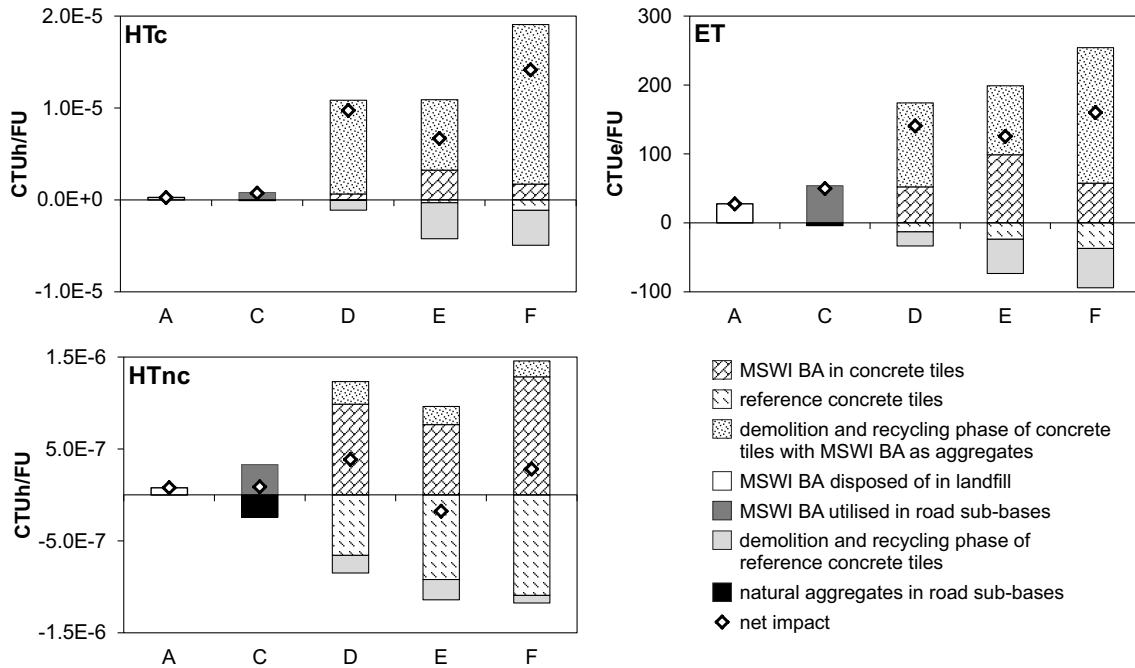 HTc
CTUh/FU
2.0E-5
1.0E-5
0.0E+0
-1.0E-5
A C D E F
ET
CTUe/FU
300
200
100
0
-100
A C D E F
HTnc
CTUh/FU
1.5E-6
5.0E-7
-5.0E-7
-1.5E-6
A C D E F
MSWI BA in concrete tiles
reference concrete tiles
demolition and recycling phase of concrete
tiles with MSWI BA as aggregates
MSWI BA disposed of in landfill
MSWI BA utilised in road sub-bases
demolition and recycling phase of
reference concrete tiles
natural aggregates in road sub-bases
net impact